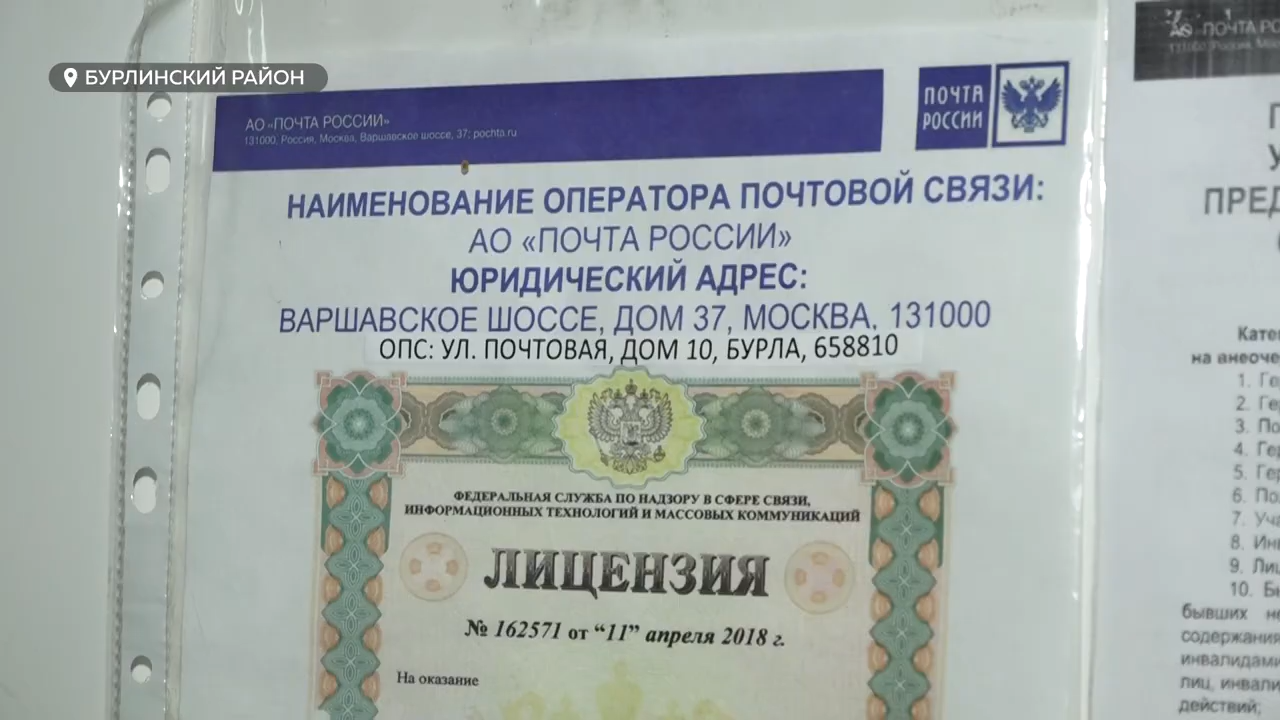 БУРЛИНСКИЙ РАЙОН
АО «ПОЧТА РОССИИ»
131000, Россия, Москва, Варшавское шоссе, 37; pochta.ru
ПОЧТА
РОССИИ
НАИМЕНОВАНИЕ ОПЕРАТОРА ПОЧТОВОЙ СВЯЗИ:
АО «ПОЧТА РОССИИ»
ЮРИДИЧЕСКИЙ АДРЕС:
ВАРШАВСКОЕ ШОССЕ, ДОМ 37, МОСКВА, 131000
ОПС: УЛ. ПОЧТОВАЯ, ДОМ 10, БУРЛА, 658810
ФЕДЕРАЛЬНАЯ СЛУЖБА ПО НАДЗОРУ В СФЕРЕ СВЯЗИ,
ИНФОРМАЦИОННЫХ ТЕХНОЛОГИЙ И МАССОВЫХ КОММУНИКАЦИЙ
ЛИЦЕНЗИЯ
№ 162571 от “11” апреля 2018 г.
На оказание
ПОЧТА
131000, Россия,
на
1.
2.
3.
4.
5.
6.
7.
8.
9.
10.
бывших
содержания
инвалидами
лиц,
действий;